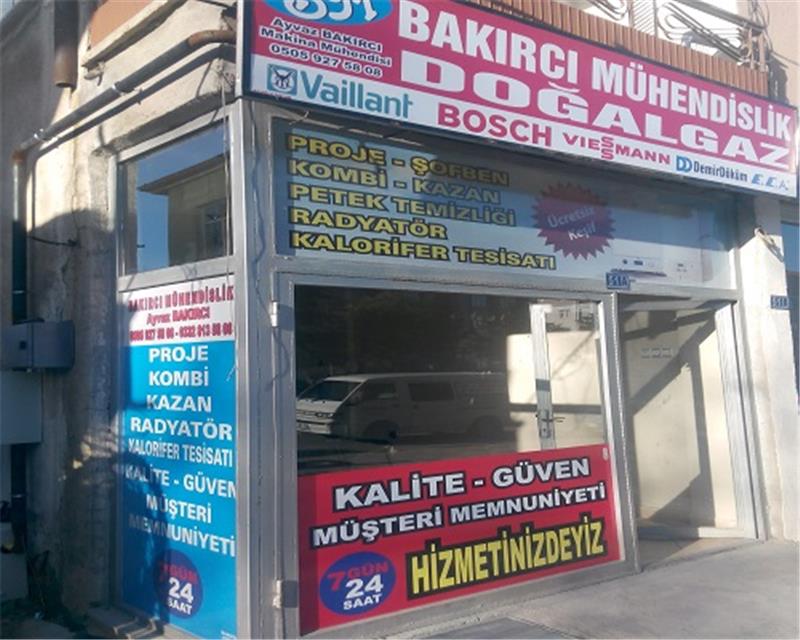 BAKIRCI MÜHENDİSLİK
Ayvaz BAKIRCI
Makina Mühendisi
0505 927 58 08
DOĞALGAZ
Vaillant
BOSCH
VIESSMANN
DD DemirDöküm
E.C.A.
PROJE - ŞOFBEN
KOMBİ - KAZAN
PETEK TEMİZLİĞİ
RADYATÖR
KALORİFER TESİSATI
Ücretsiz
Keşif
BAKIRCI MÜHENDİSLİK
Ayvaz BAKIRCI
PROJE
KOMBİ
KAZAN
RADYATÖR
KALORİFER TESİSATI
KALİTE - GÜVEN
MÜŞTERİ
MEMNUNİYETİ
7 GÜN
24
SAAT
KALİTE - GÜVEN
MÜŞTERİ MEMNUNİYETİ
7 GÜN
24
SAAT
HİZMETİNİZDEYİZ